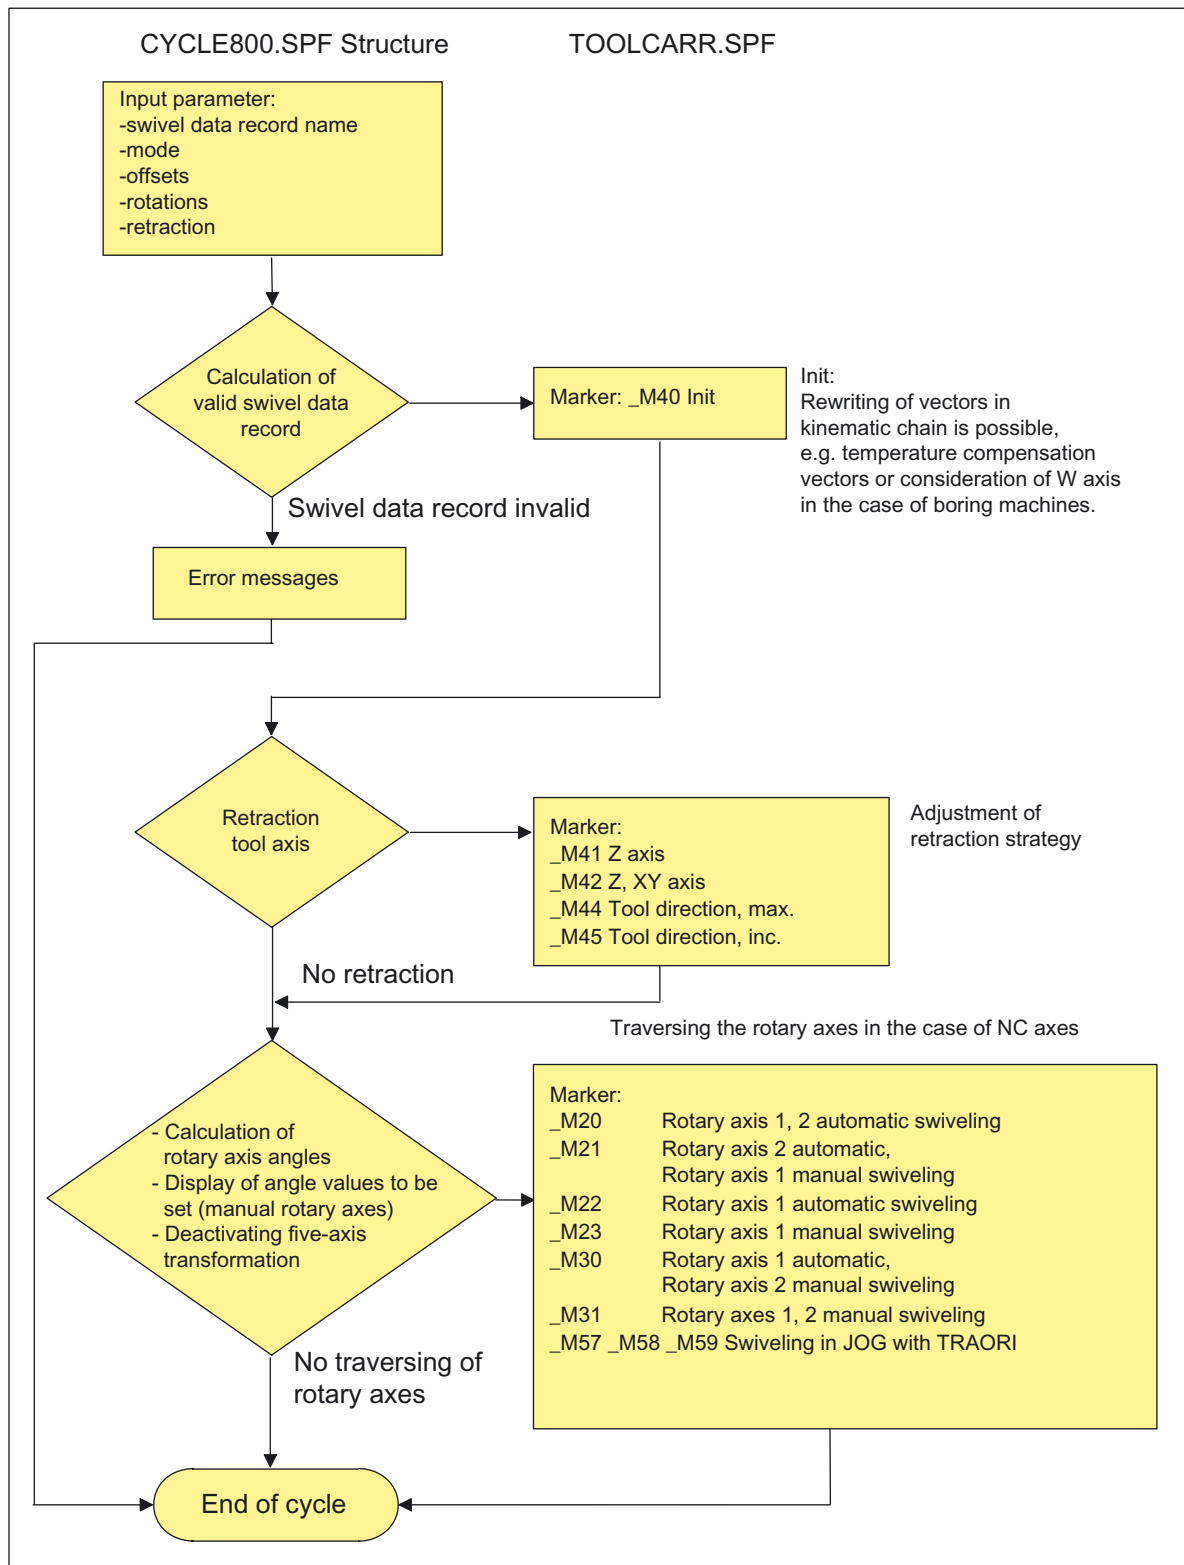 CYCLE800.SPF Structure
TOOLCARR.SPF
Input parameter:
-swivel data record name
-mode
-offsets
-rotations
-retraction
Calculation of
valid swivel data
record
Marker: _M40 Init
Init:
Rewriting of vectors in
kinematic chain is possible,
e.g. temperature compensation
vectors or consideration of W axis
in the case of boring machines.
Swivel data record invalid
Error messages
Retraction
tool axis
Marker:
_M41 Z axis
_M42 Z, XY axis
_M44 Tool direction, max.
_M45 Tool direction, inc.
Adjustment of
retraction strategy
No retraction
Traversing the rotary axes in the case of NC axes
- Calculation of
rotary axis angles
- Display of angle values to be
set (manual rotary axes)
- Deactivating five-axis
transformation
Marker:
_M20 Rotary axis 1, 2 automatic swiveling
_M21 Rotary axis 2 automatic,
Rotary axis 1 manual swiveling
_M22 Rotary axis 1 automatic swiveling
_M23 Rotary axis 1 manual swiveling
_M30 Rotary axis 1 automatic,
Rotary axis 2 manual swiveling
_M31 Rotary axes 1, 2 manual swiveling
_M57 _M58 _M59 Swiveling in JOG with TRAORI
No traversing of
rotary axes
End of cycle